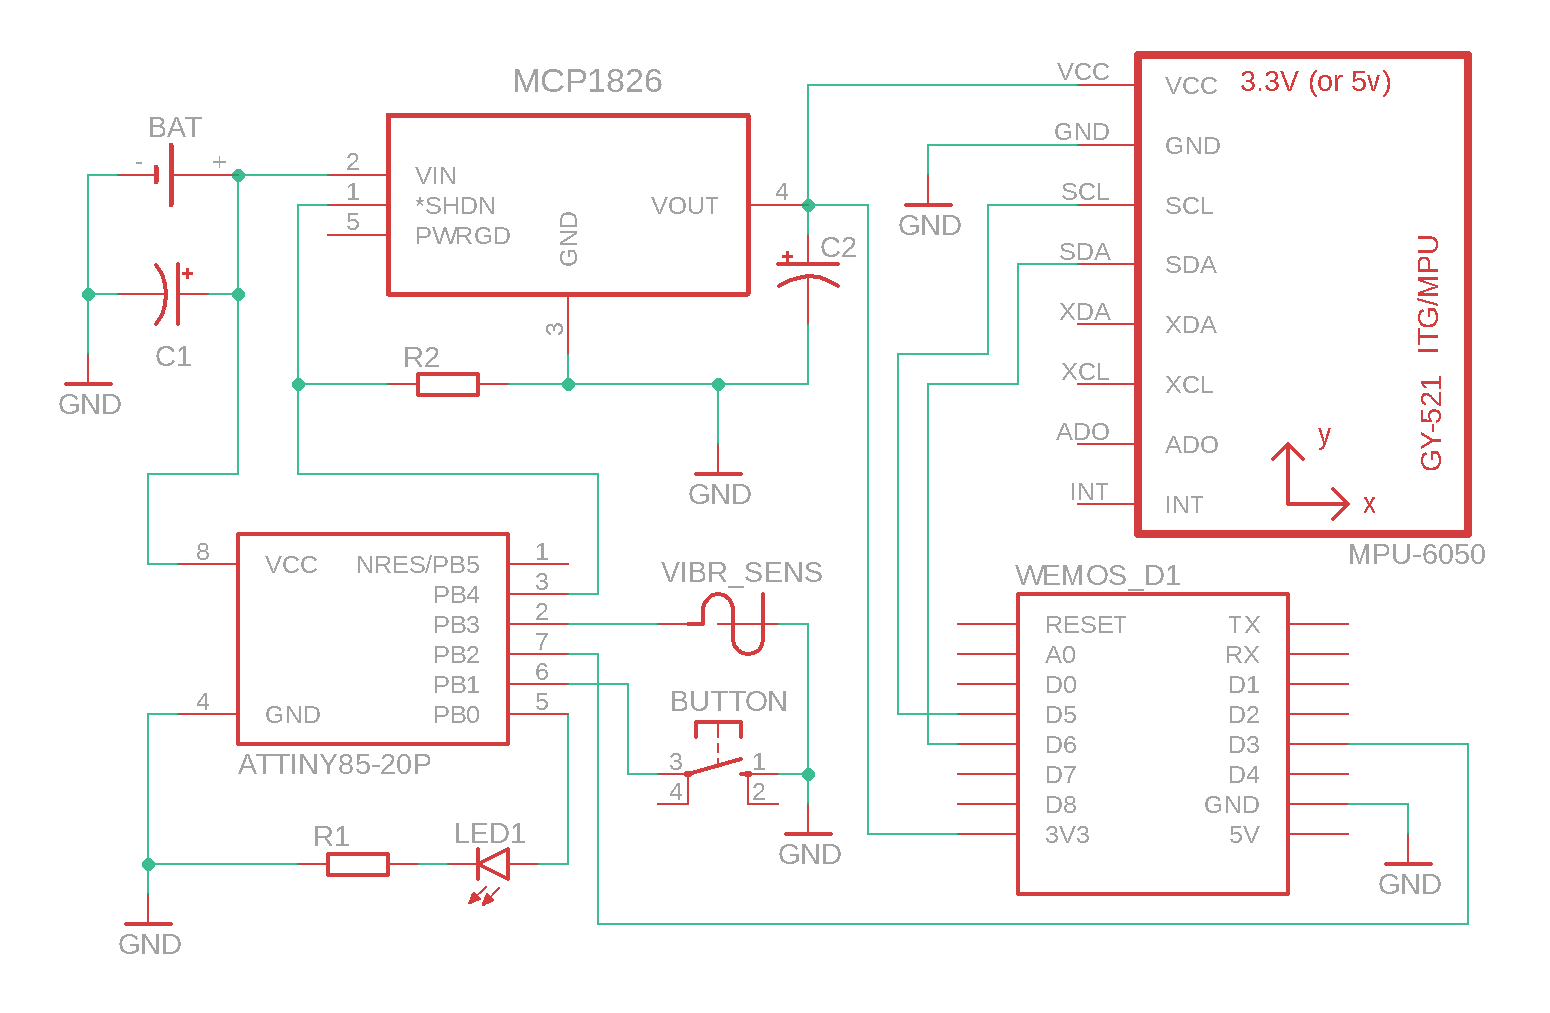 MCP1826
BAT
- +
2 VIN
1 *SHDN
5 PWRGD
GND
3
VOUT 4
C1
GND
R2
C2
GND
VCC VCC 3.3V (or 5v)
GND GND
SCL SCL
SDA SDA
XDA XDA
XCL XCL
ADO ADO
INT INT
GND
GY-521 ITG/MPU
y
x
MPU-6050
8 VCC
4 GND
NRES/PB5 1
PB4 3
PB3 2
PB2 7
PB1 6
PB0 5
ATTINY85-20P
VIBR_SENS
BUTTON
3 1
4 2
GND
R1
LED1
GND
WEMOS_D1
RESET TX
A0 RX
D0 D1
D5 D2
D6 D3
D7 D4
D8 GND
3V3 5V
GND